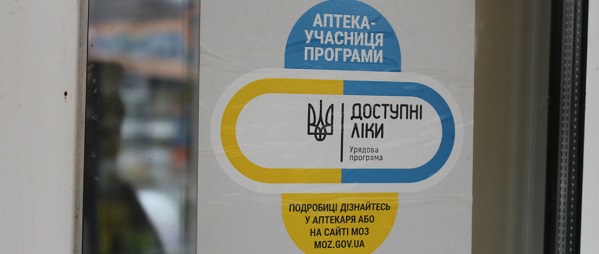 АПТЕКА-
УЧАСНИЦЯ
ПРОГРАМИ
ДОСТУПНІ
ЛІКИ
Урядова
програма
ПОДРОБИЦІ ДІЗНАЙТЕСЬ
У АПТЕКАРЯ АБО
НА САЙТІ МОЗ
MOZ.GOV.UA